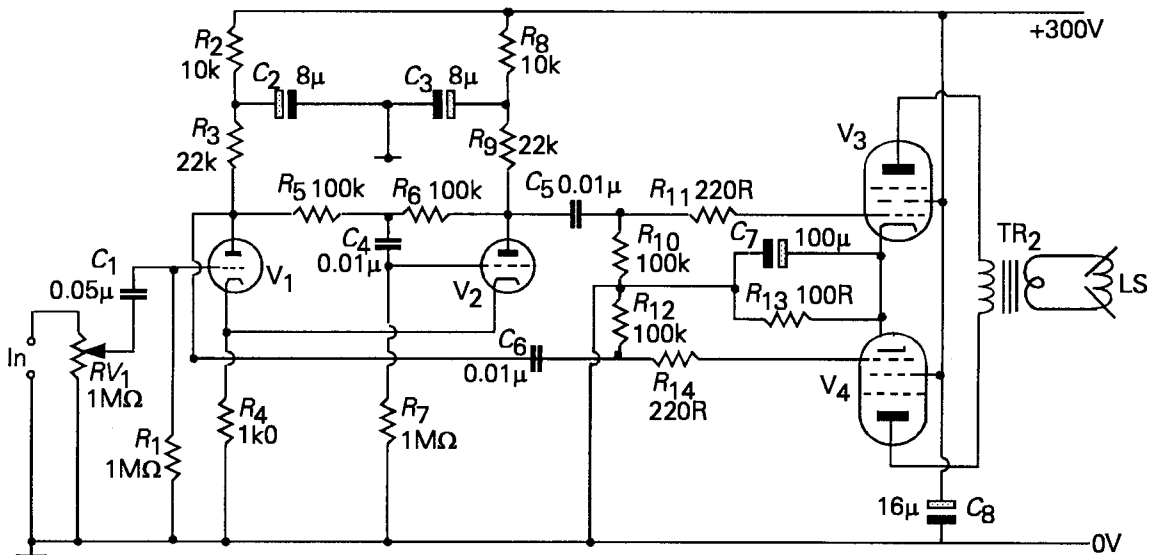 +300V
R2
10k
R8
10k
C2 8μ
C3 8μ
R3
22k
R9 22k
V3
R5 100k
R6 100k
C5 0.01μ
R11 220R
C4
0.01μ
R10
100k
C7
100μ
TR2
C1
0.05μ
V1
V2
R13 100R
LS
R12
100k
In
RV1
1MΩ
C6
0.01μ
R14
220R
V4
R4
1k0
R7
1MΩ
R1
1MΩ
16μ C8
0V